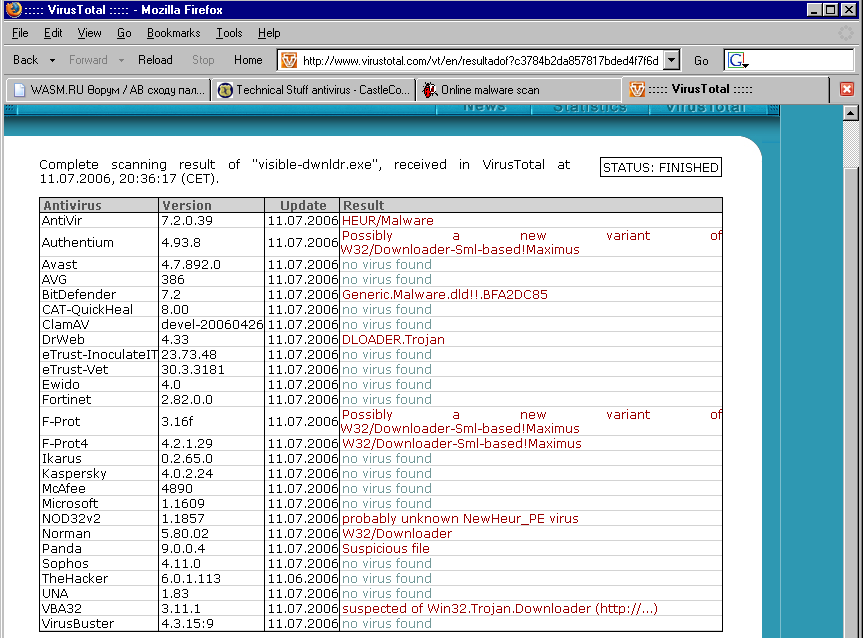 ::::: VirusTotal ::::: - Mozilla Firefox
File Edit View Go Bookmarks Tools Help
Back Forward Reload Stop Home http://www.virustotal.com/vt/en/resultadof?c3784b2da857817bded4f7f6d Go G
WASM.RU Форум / АВ сходу пал... Technical Stuff antivirus - CastleCo... Online malware scan ::::: VirusTotal :::::
News Statistics VirusTotal
Complete scanning result of "visible-dwnldr.exe", received in VirusTotal at
11.07.2006, 20:36:17 (CET).
STATUS: FINISHED
Antivirus Version Update Result
AntiVir 7.2.0.39 11.07.2006 HEUR/Malware
Authentium 4.93.8 11.07.2006 Possibly a new variant of
W32/Downloader-Sml-based!Maximus
Avast 4.7.892.0 11.07.2006 no virus found
AVG 386 11.07.2006 no virus found
BitDefender 7.2 11.07.2006 Generic.Malware.dld!!.BFA2DC85
CAT-QuickHeal 8.00 11.07.2006 no virus found
ClamAV devel-20060426 11.07.2006 no virus found
DrWeb 4.33 11.07.2006 DLOADER.Trojan
eTrust-InoculateIT 23.73.48 11.07.2006 no virus found
eTrust-Vet 30.3.3181 11.07.2006 no virus found
Ewido 4.0 11.07.2006 no virus found
Fortinet 2.82.0.0 11.07.2006 no virus found
F-Prot 3.16f 11.07.2006 Possibly a new variant of
W32/Downloader-Sml-based!Maximus
F-Prot4 4.2.1.29 11.07.2006 W32/Downloader-Sml-based!Maximus
Ikarus 0.2.65.0 11.07.2006 no virus found
Kaspersky 4.0.2.24 11.07.2006 no virus found
McAfee 4890 11.07.2006 no virus found
Microsoft 1.1609 11.07.2006 no virus found
NOD32v2 1.1857 11.07.2006 probably unknown NewHeur_PE virus
Norman 5.80.02 11.07.2006 W32/Downloader
Panda 9.0.0.4 11.07.2006 Suspicious file
Sophos 4.11.0 11.07.2006 no virus found
TheHacker 6.0.1.113 11.06.2006 no virus found
UNA 1.83 11.07.2006 no virus found
VBA32 3.11.1 11.07.2006 suspected of Win32.Trojan.Downloader (http://...)
VirusBuster 4.3.15:9 11.07.2006 no virus found